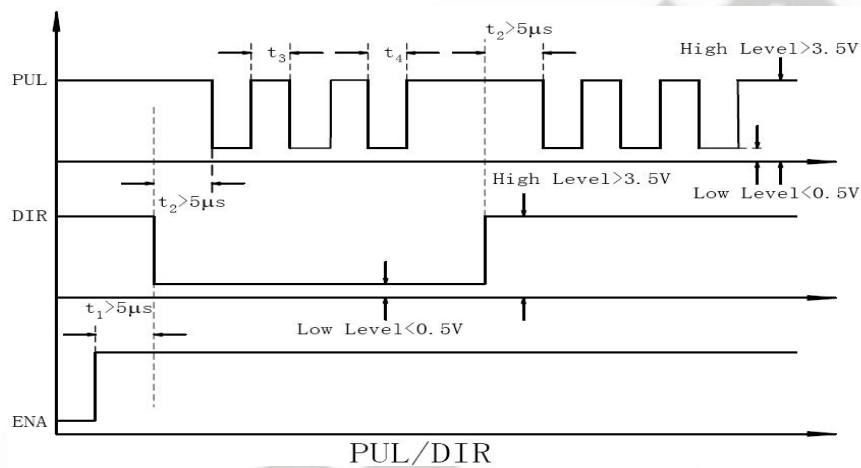 t₂>5μs
t₃
t₄
High Level>3.5V
PUL
High Level>3.5V
t₂>5μs
Low Level<0.5V
DIR
t₁>5μs
Low Level<0.5V
ENA
PUL/DIR